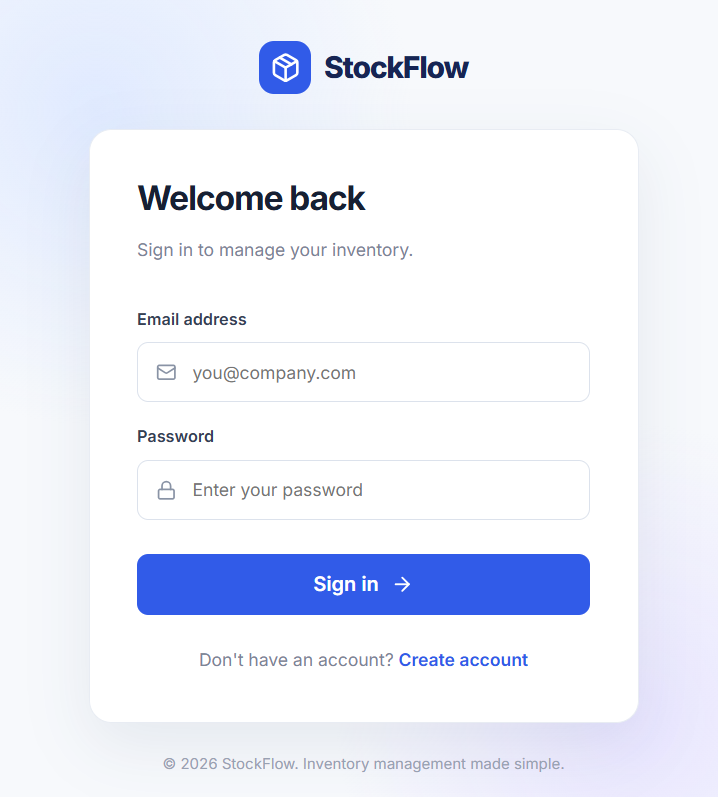 StockFlow
Welcome back
Sign in to manage your inventory.
Email address
you@company.com
Password
Enter your password
Sign in
Don't have an account? Create account
© 2026 StockFlow. Inventory management made simple.